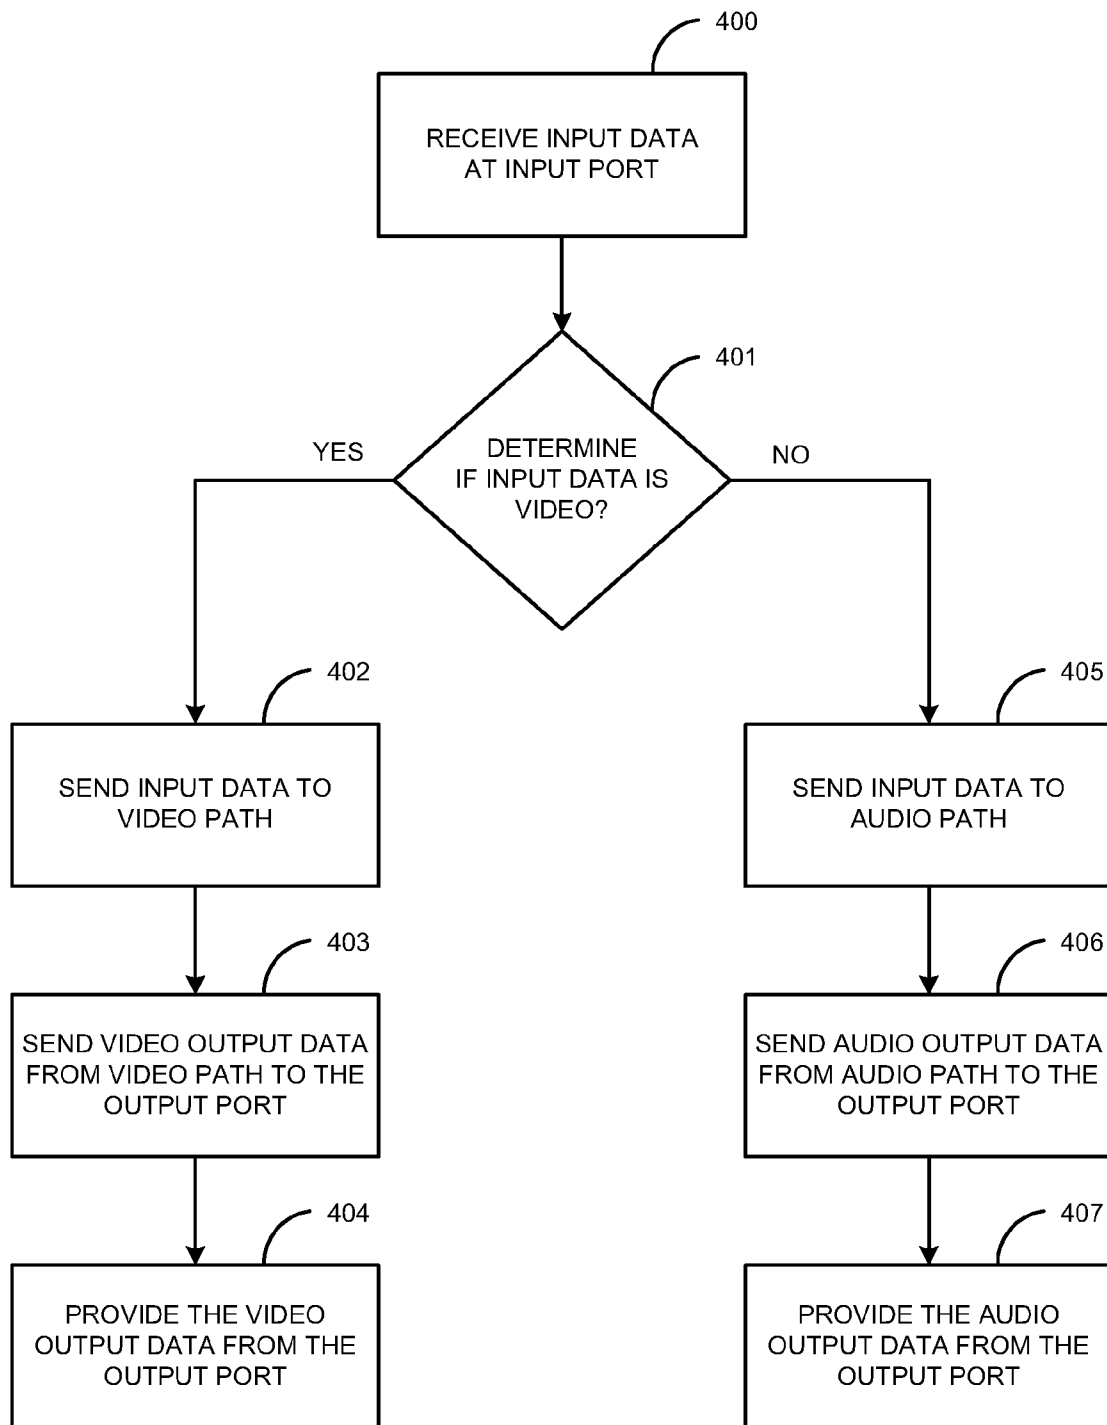 400
RECEIVE INPUT DATA
AT INPUT PORT
401
DETERMINE
IF INPUT DATA IS
VIDEO?
YES
NO
402
SEND INPUT DATA TO
VIDEO PATH
403
SEND VIDEO OUTPUT DATA
FROM VIDEO PATH TO THE
OUTPUT PORT
404
PROVIDE THE VIDEO
OUTPUT DATA FROM THE
OUTPUT PORT
405
SEND INPUT DATA TO
AUDIO PATH
406
SEND AUDIO OUTPUT DATA
FROM AUDIO PATH TO THE
OUTPUT PORT
407
PROVIDE THE AUDIO
OUTPUT DATA FROM THE
OUTPUT PORT